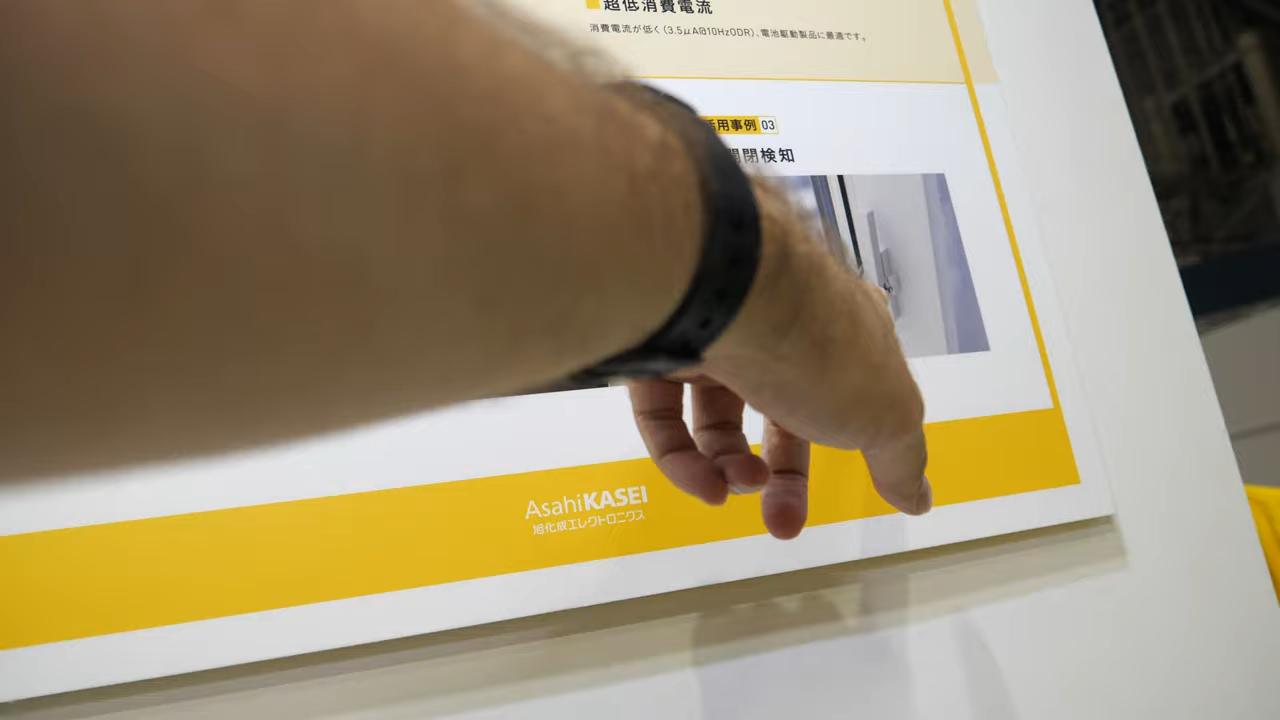 超低消費電流
消費電流が低く(3.5μA@10HzODR)、電池駆動製品に最適です。
活用事例 03
開閉検知
AsahiKASEI
旭化成エレクトロニクス